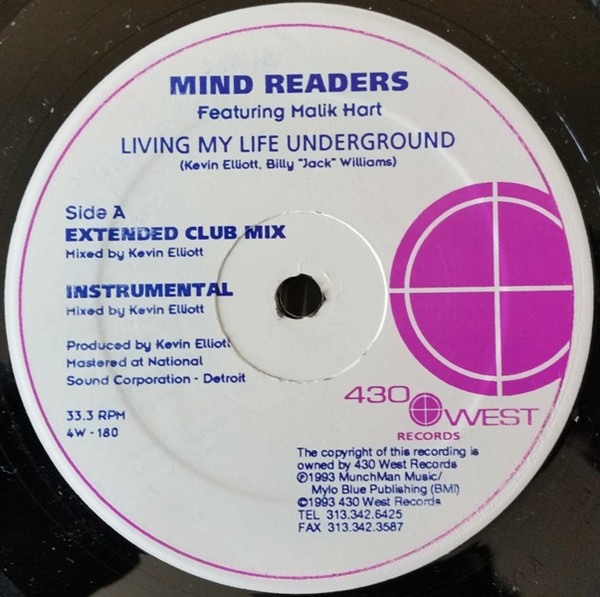 MIND READERS
Featuring Malik Hart
LIVING MY LIFE UNDERGROUND
(Kevin Elliott, Billy "Jack" Williams)
Side A
EXTENDED CLUB MIX
Mixed by Kevin Elliott
INSTRUMENTAL
Mixed by Kevin Elliott
Produced by Kevin Elliott
Mastered at National
Sound Corporation - Detroit
33.3 RPM
4W - 180
430 WEST
RECORDS
The copyright of this recording is
owned by 430 West Records
℗1993 MunchMan Music/
Mylo Blue Publishing (BMI)
©1993 430 West Records
TEL 313.342.6425
FAX 313.342.3587